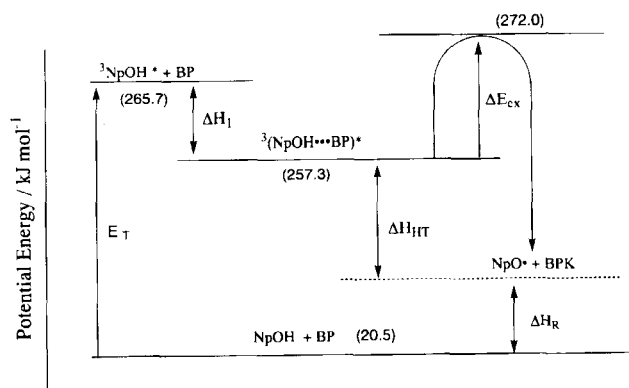 (272.0)
³NpOH * + BP
(265.7)
ΔH₁
ΔE_cx
³(NpOH•••BP)*
(257.3)
E_T
ΔH_HT
NpO• + BPK
ΔH_R
NpOH + BP (20.5)
Potential Energy / kJ mol⁻¹